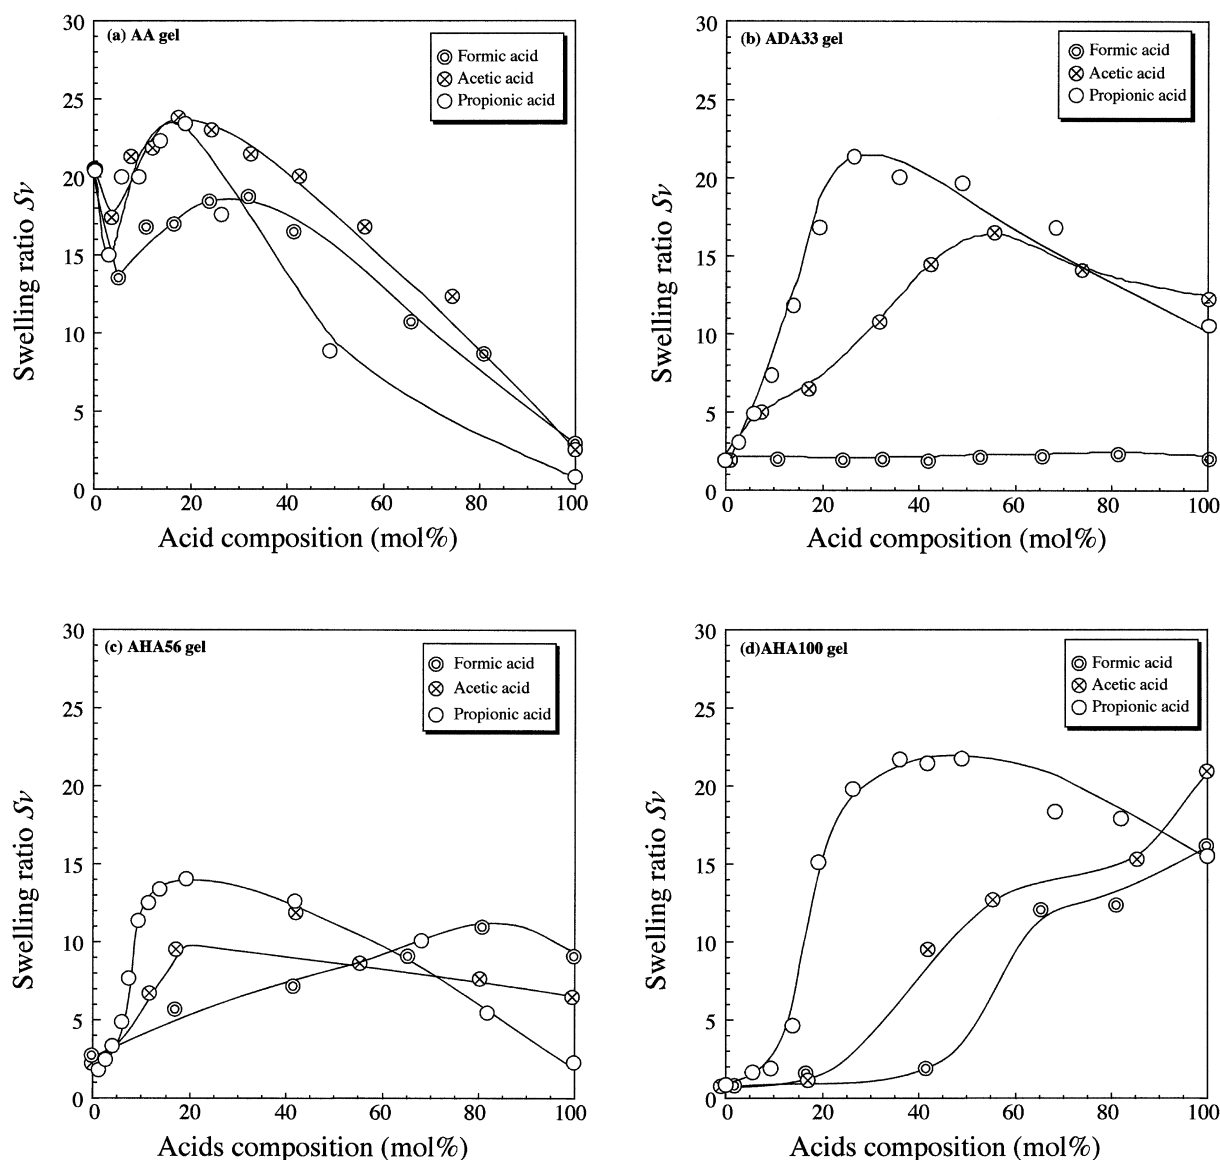 (a) AA gel
Formic acid
Acetic acid
Propionic acid
30
25
20
15
10
5
0
Swelling ratio Sv
0 20 40 60 80 100
Acid composition (mol%)
(b) ADA33 gel
Formic acid
Acetic acid
Propionic acid
30
25
20
15
10
5
0
Swelling ratio Sv
0 20 40 60 80 100
Acid composition (mol%)
(c) AHA56 gel
Formic acid
Acetic acid
Propionic acid
30
25
20
15
10
5
0
Swelling ratio Sv
0 20 40 60 80 100
Acids composition (mol%)
(d)AHA100 gel
Formic acid
Acetic acid
Propionic acid
30
25
20
15
10
5
0
Swelling ratio Sv
0 20 40 60 80 100
Acids composition (mol%)